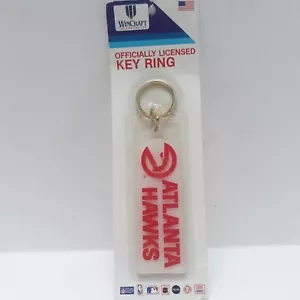 WINCRAFT
OFFICIALLY LICENSED
KEY RING
ATLANTA
HAWKS